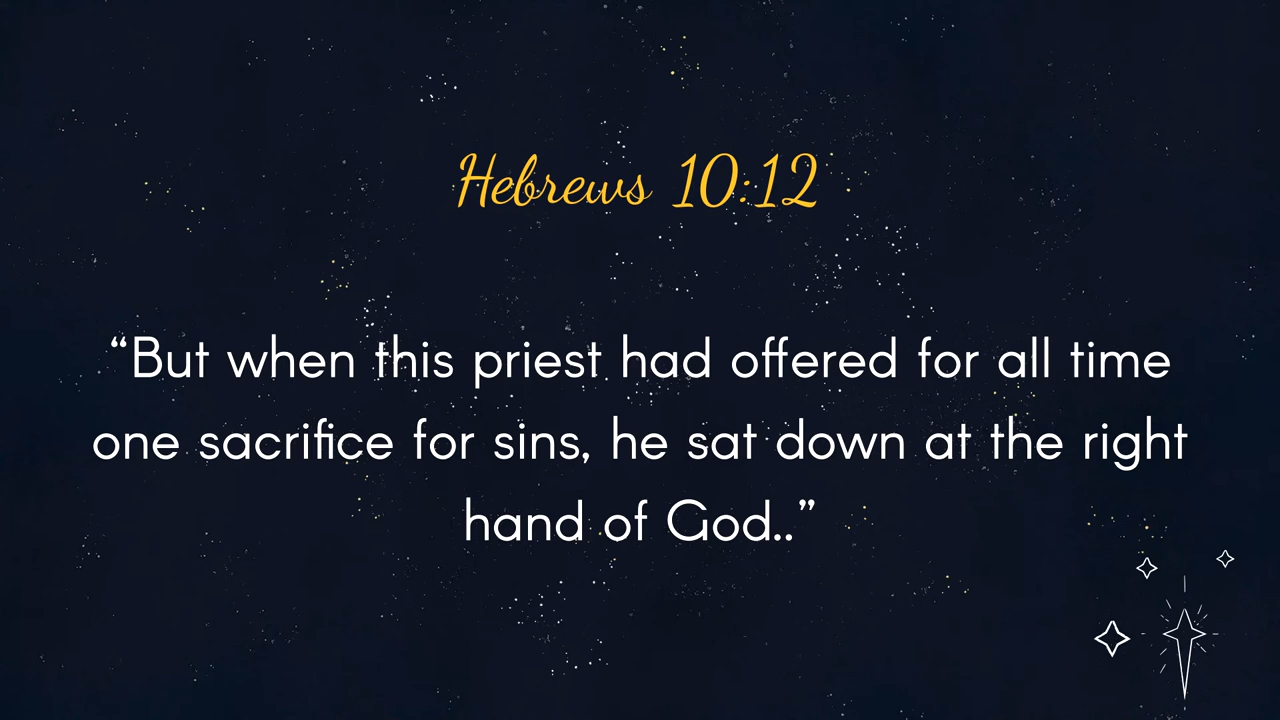 Hebrews 10:12
“But when this priest had offered for all time
one sacrifice for sins, he sat down at the right
hand of God..”